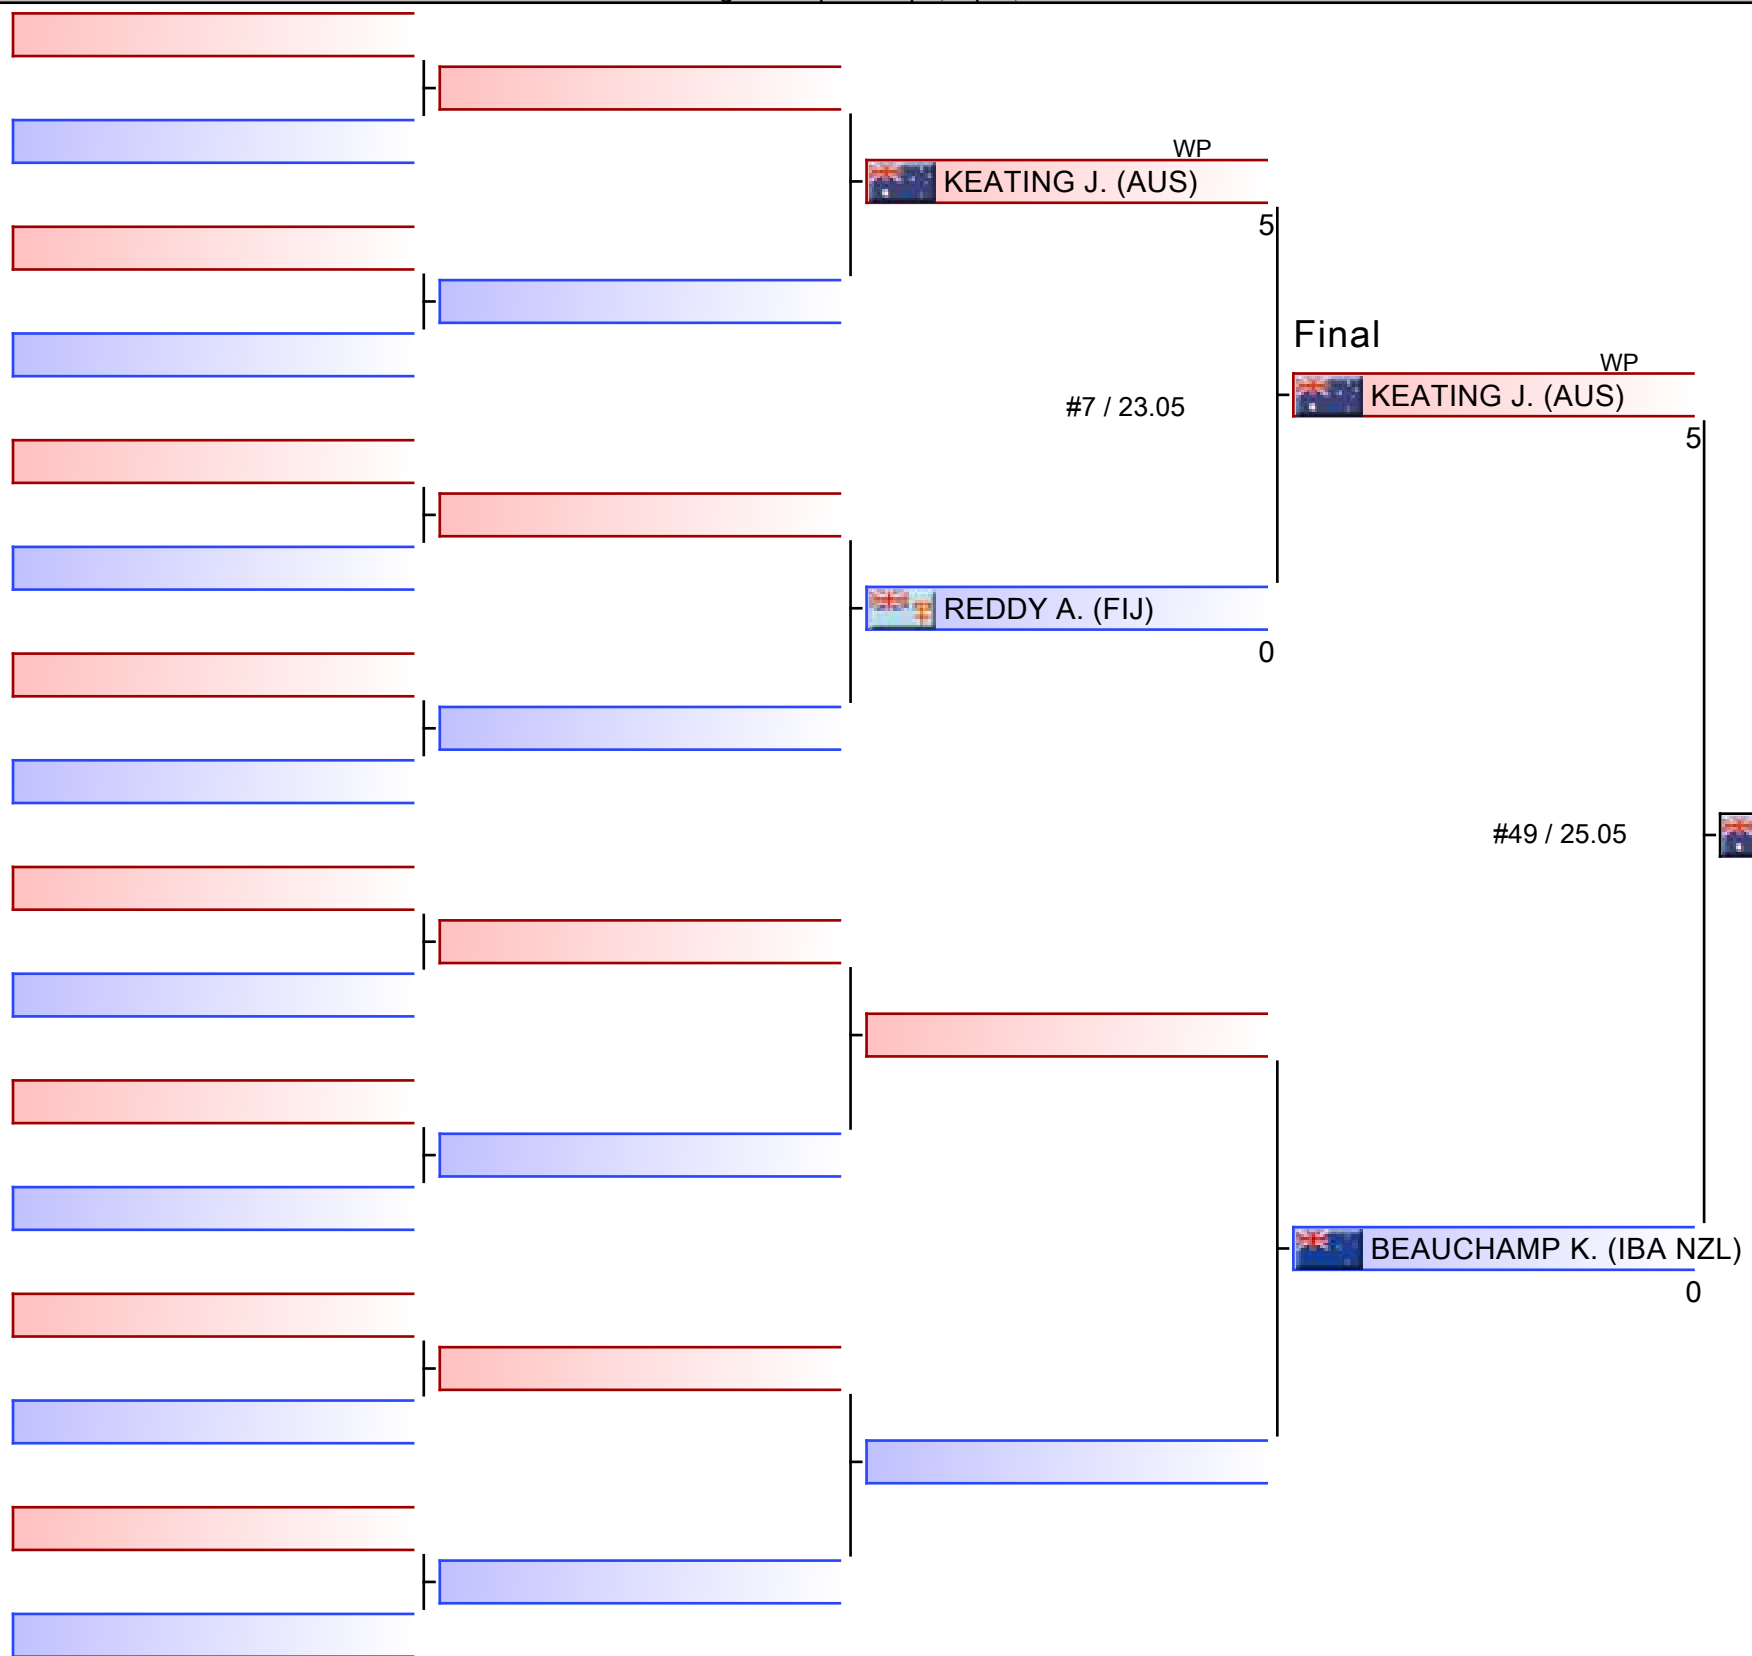 WP
KEATING J. (AUS)
5
Final
WP
KEATING J. (AUS)
#7 / 23.05
5
REDDY A. (FIJ)
0
#49 / 25.05
BEAUCHAMP K. (IBA NZL)
0